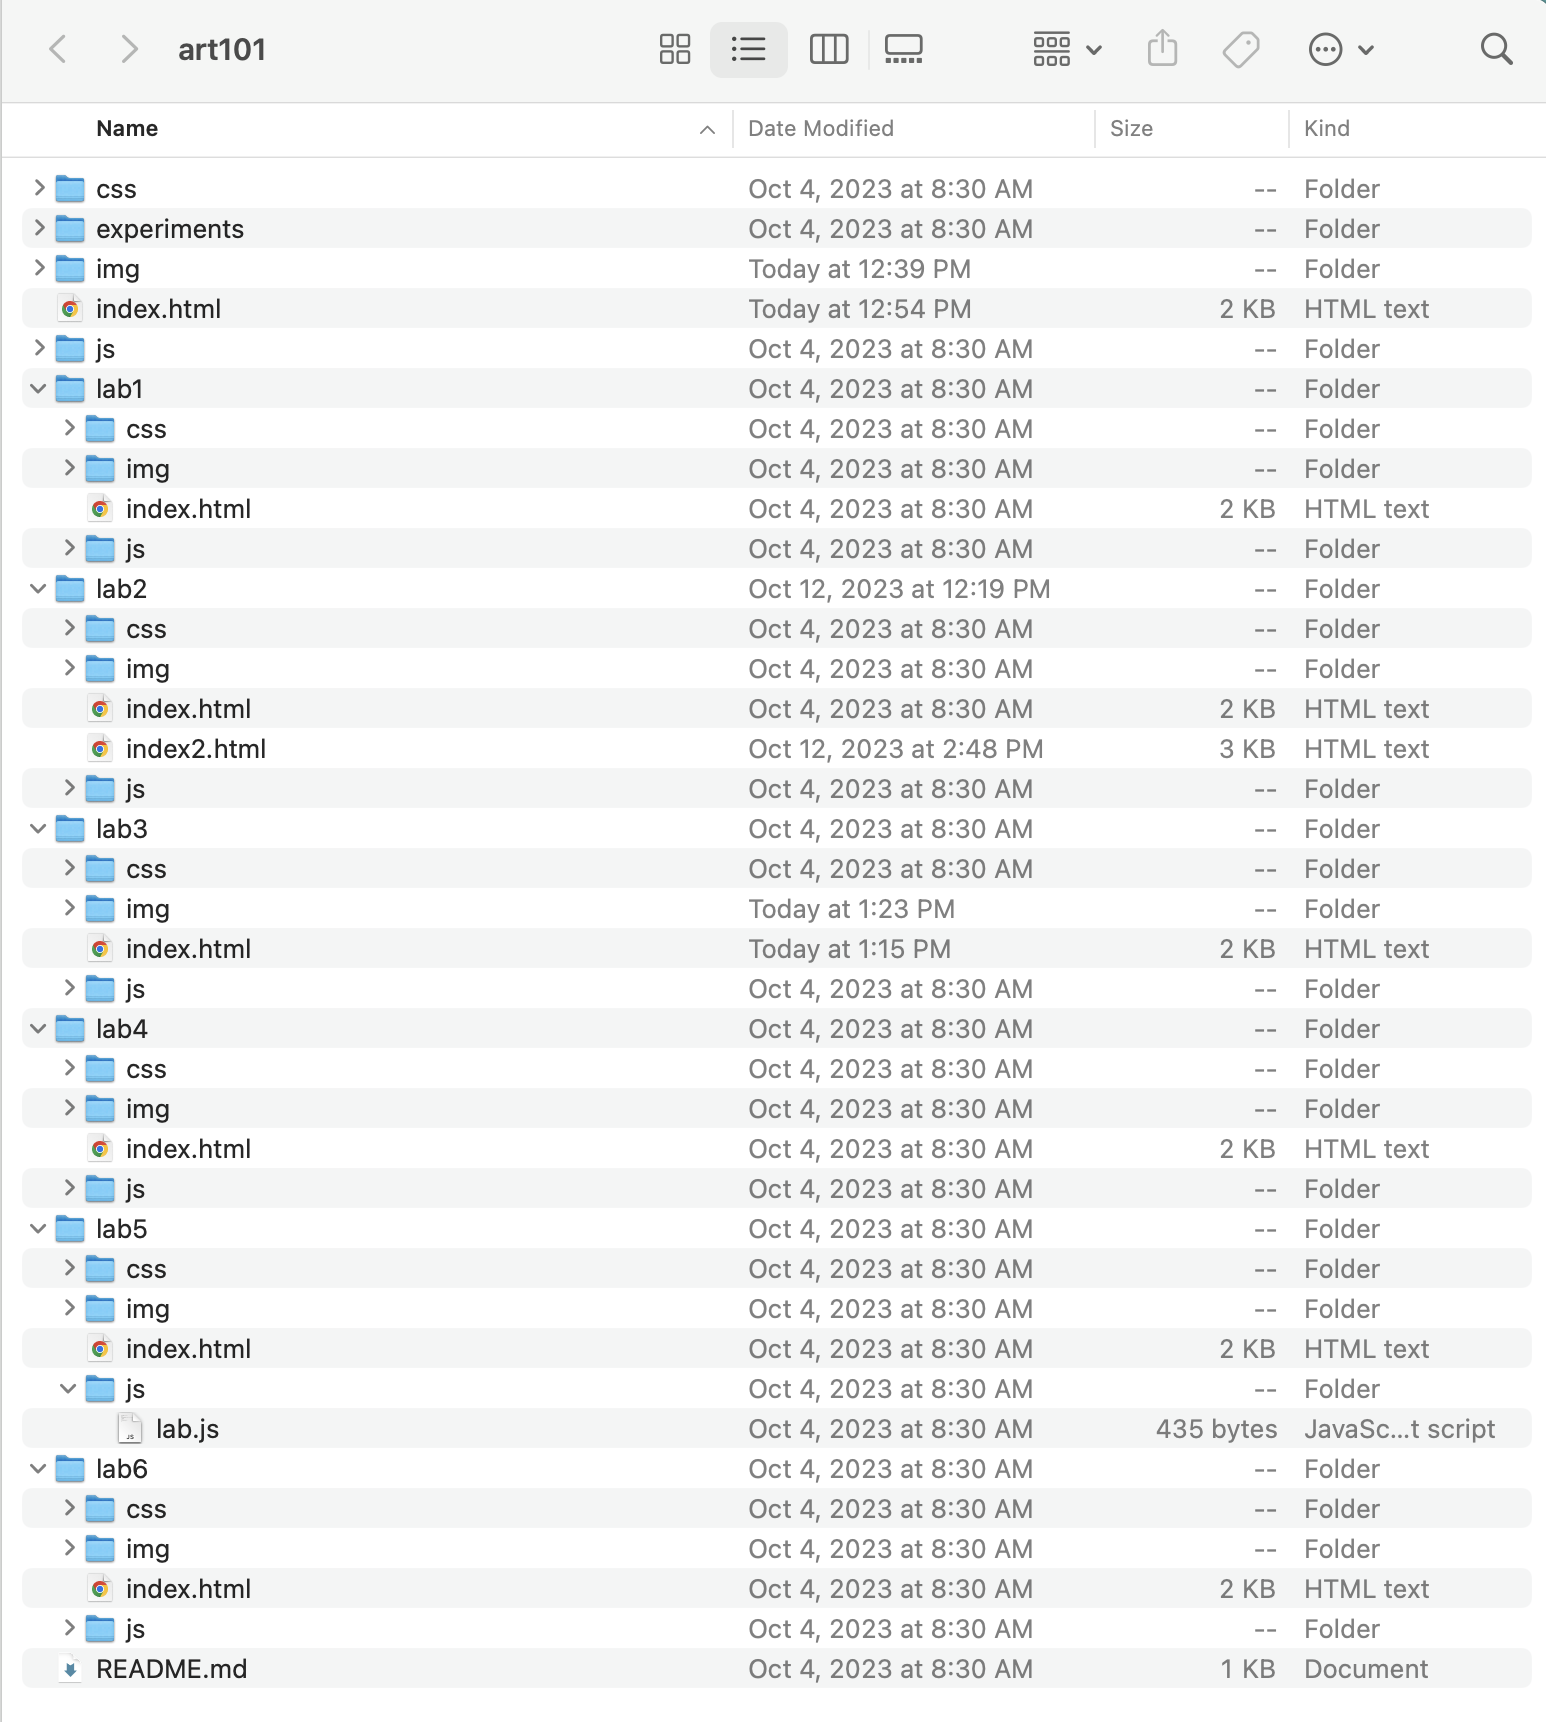 art101
Name Date Modified Size Kind
css Oct 4, 2023 at 8:30 AM -- Folder
experiments Oct 4, 2023 at 8:30 AM -- Folder
img Today at 12:39 PM -- Folder
index.html Today at 12:54 PM 2 KB HTML text
js Oct 4, 2023 at 8:30 AM -- Folder
lab1 Oct 4, 2023 at 8:30 AM -- Folder
css Oct 4, 2023 at 8:30 AM -- Folder
img Oct 4, 2023 at 8:30 AM -- Folder
index.html Oct 4, 2023 at 8:30 AM 2 KB HTML text
js Oct 4, 2023 at 8:30 AM -- Folder
lab2 Oct 12, 2023 at 12:19 PM -- Folder
css Oct 4, 2023 at 8:30 AM -- Folder
img Oct 4, 2023 at 8:30 AM -- Folder
index.html Oct 4, 2023 at 8:30 AM 2 KB HTML text
index2.html Oct 12, 2023 at 2:48 PM 3 KB HTML text
js Oct 4, 2023 at 8:30 AM -- Folder
lab3 Oct 4, 2023 at 8:30 AM -- Folder
css Oct 4, 2023 at 8:30 AM -- Folder
img Today at 1:23 PM -- Folder
index.html Today at 1:15 PM 2 KB HTML text
js Oct 4, 2023 at 8:30 AM -- Folder
lab4 Oct 4, 2023 at 8:30 AM -- Folder
css Oct 4, 2023 at 8:30 AM -- Folder
img Oct 4, 2023 at 8:30 AM -- Folder
index.html Oct 4, 2023 at 8:30 AM 2 KB HTML text
js Oct 4, 2023 at 8:30 AM -- Folder
lab5 Oct 4, 2023 at 8:30 AM -- Folder
css Oct 4, 2023 at 8:30 AM -- Folder
img Oct 4, 2023 at 8:30 AM -- Folder
index.html Oct 4, 2023 at 8:30 AM 2 KB HTML text
js Oct 4, 2023 at 8:30 AM -- Folder
JS lab.js Oct 4, 2023 at 8:30 AM 435 bytes JavaSc...t script
lab6 Oct 4, 2023 at 8:30 AM -- Folder
css Oct 4, 2023 at 8:30 AM -- Folder
img Oct 4, 2023 at 8:30 AM -- Folder
index.html Oct 4, 2023 at 8:30 AM 2 KB HTML text
js Oct 4, 2023 at 8:30 AM -- Folder
README.md Oct 4, 2023 at 8:30 AM 1 KB Document